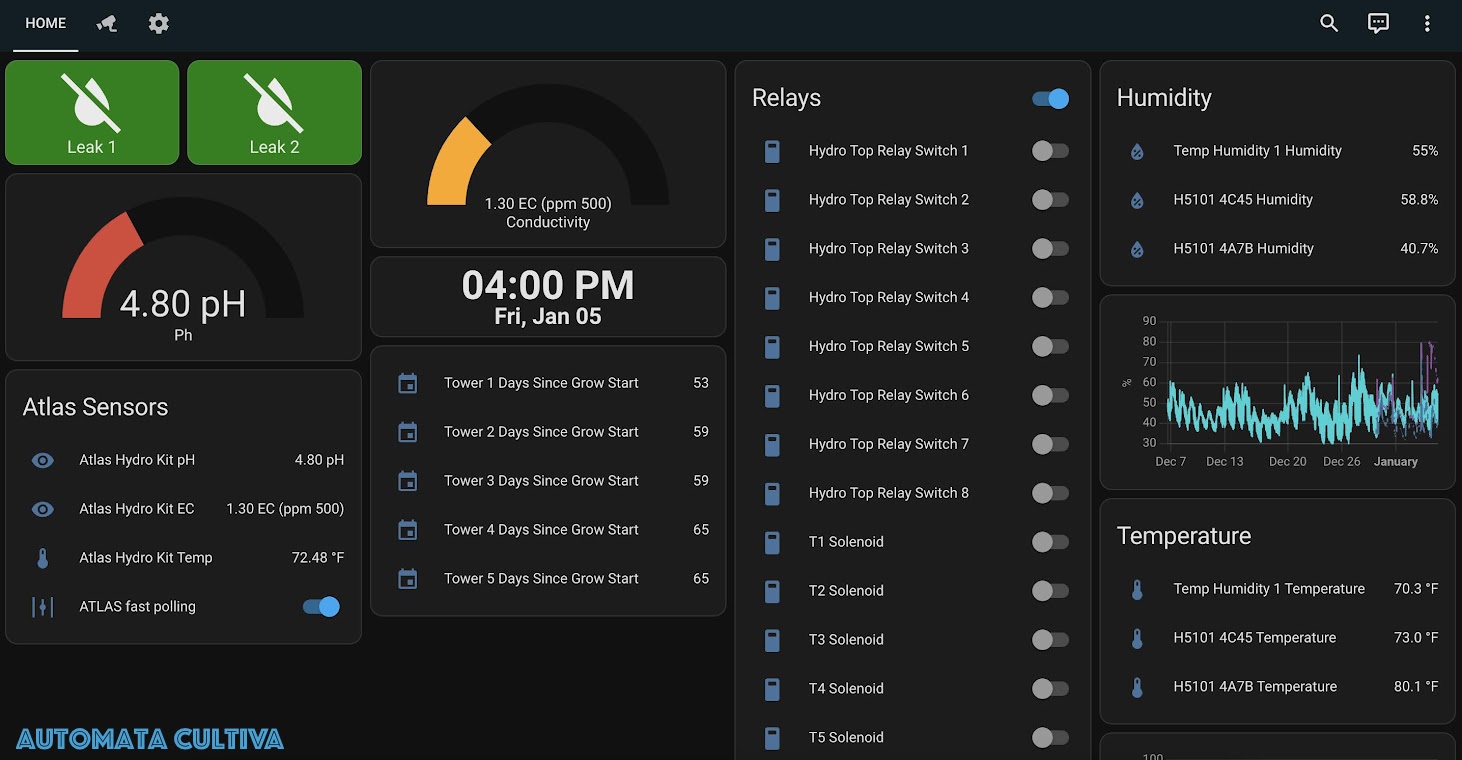 HOME
Leak 1
Leak 2
4.80 pH
Ph
Atlas Sensors
Atlas Hydro Kit pH 4.80 pH
Atlas Hydro Kit EC 1.30 EC (ppm 500)
Atlas Hydro Kit Temp 72.48 °F
ATLAS fast polling
AUTOMATA CULTIVA
1.30 EC (ppm 500)
Conductivity
04:00 PM
Fri, Jan 05
Tower 1 Days Since Grow Start 53
Tower 2 Days Since Grow Start 59
Tower 3 Days Since Grow Start 59
Tower 4 Days Since Grow Start 65
Tower 5 Days Since Grow Start 65
Relays
Hydro Top Relay Switch 1
Hydro Top Relay Switch 2
Hydro Top Relay Switch 3
Hydro Top Relay Switch 4
Hydro Top Relay Switch 5
Hydro Top Relay Switch 6
Hydro Top Relay Switch 7
Hydro Top Relay Switch 8
T1 Solenoid
T2 Solenoid
T3 Solenoid
T4 Solenoid
T5 Solenoid
Humidity
Temp Humidity 1 Humidity 55%
H5101 4C45 Humidity 58.8%
H5101 4A7B Humidity 40.7%
90
80
70
60
50
40
30
%
Dec 7 Dec 13 Dec 20 Dec 26 January
Temperature
Temp Humidity 1 Temperature 70.3 °F
H5101 4C45 Temperature 73.0 °F
H5101 4A7B Temperature 80.1 °F
100